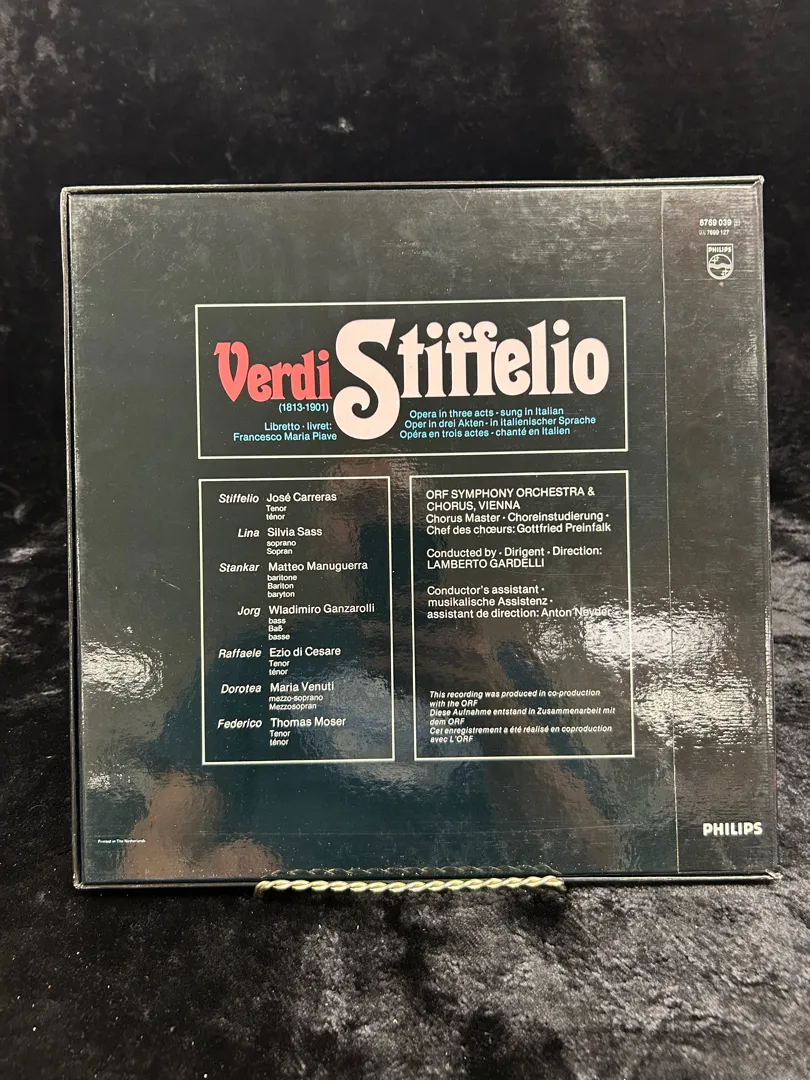 6769 039
7699 127
PHILIPS
Verdi Stiffelio
(1813-1901)
Libretto · livret:
Francesco Maria Piave
Opera in three acts · sung in Italian
Oper in drei Akten · in italienischer Sprache
Opéra en trois actes · chanté en Italien
Stiffelio José Carreras
Tenor
ténor
Lina Silvia Sass
soprano
Sopran
Stankar Matteo Manuguerra
baritone
Bariton
baryton
Jorg Wladimiro Ganzarolli
bass
Baß
basse
Raffaele Ezio di Cesare
Tenor
ténor
Dorotea Maria Venuti
mezzo-soprano
Mezzosopran
Federico Thomas Moser
Tenor
ténor
ORF SYMPHONY ORCHESTRA &
CHORUS, VIENNA
Chorus Master · Choreinstudierung ·
Chef des chœurs: Gottfried Preinfalk
Conducted by · Dirigent · Direction:
LAMBERTO GARDELLI
Conductor's assistant ·
musikalische Assistenz ·
assistant de direction: Anton Neyder
This recording was produced in co-production
with the ORF
Diese Aufnahme entstand in Zusammenarbeit mit
dem ORF
Cet enregistrement a été réalisé en coproduction
avec L'ORF
Printed in The Netherlands
PHILIPS